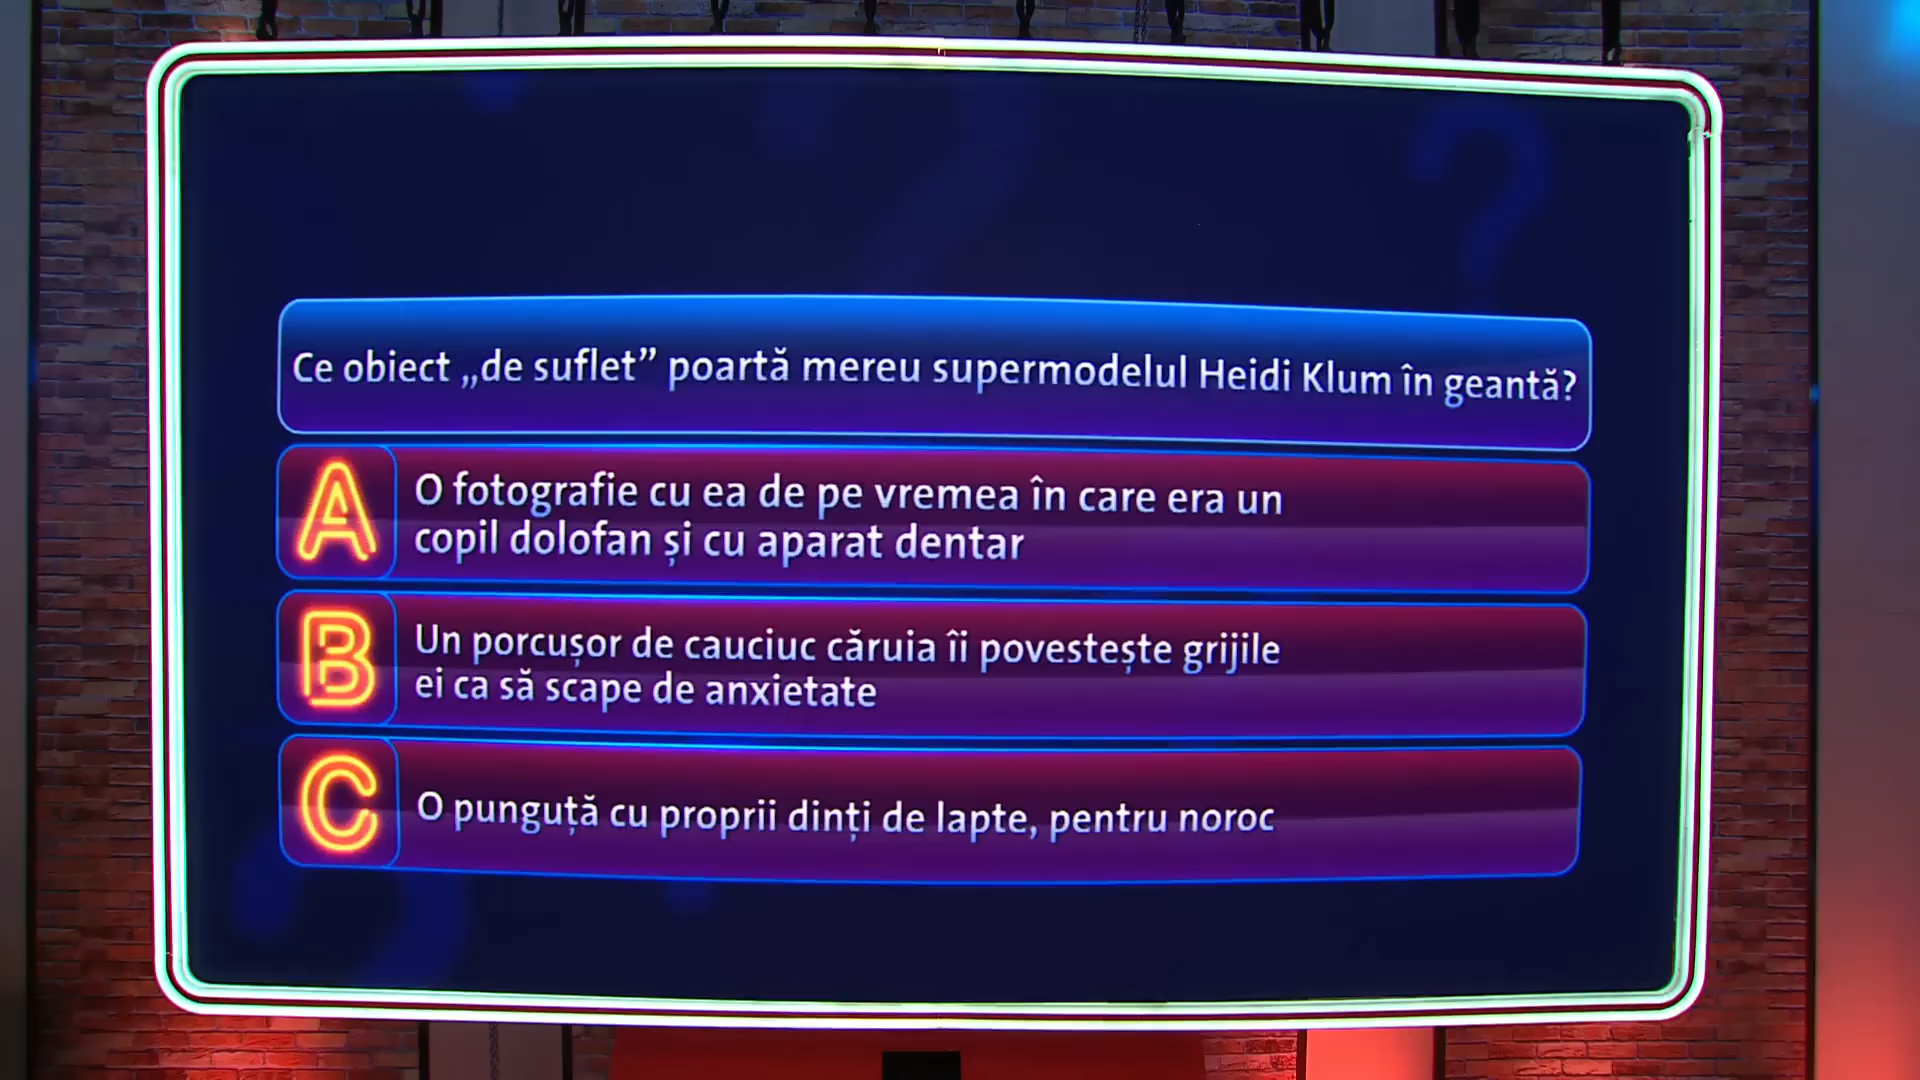 Ce obiect „de suflet” poartă mereu supermodelul Heidi Klum în geantă?
A
O fotografie cu ea de pe vremea în care era un
copil dolofan și cu aparat dentar
B
Un porcușor de cauciuc căruia îi povestește grijile
ei ca să scape de anxietate
C
O punguță cu proprii dinți de lapte, pentru noroc